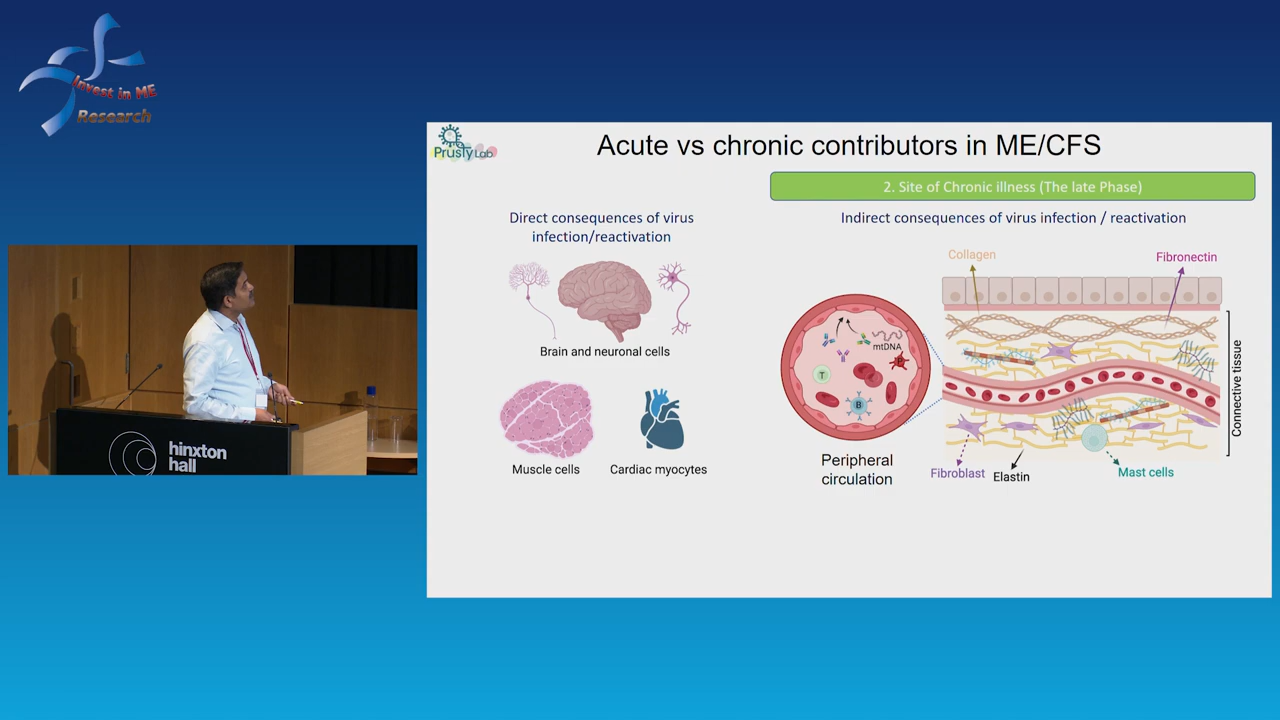 Invest in ME
Research
Prusty Lab
Acute vs chronic contributors in ME/CFS
2. Site of Chronic illness (The late Phase)
Direct consequences of virus
infection/reactivation
Indirect consequences of virus infection / reactivation
Brain and neuronal cells
Muscle cells
Cardiac myocytes
Collagen
Fibronectin
mtDNA
P
T
B
Peripheral
circulation
Connective tissue
Fibroblast
Elastin
Mast cells
hinxton
hall